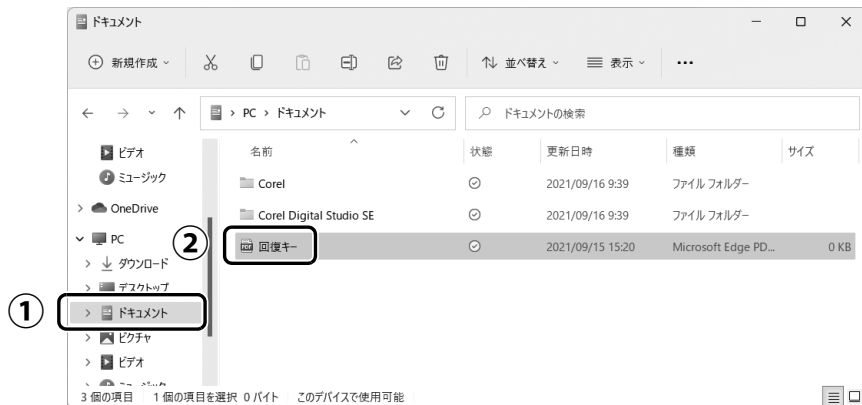 ドキュメント
新規作成 並べ替え 表示
PC > ドキュメント ドキュメントの検索
名前 状態 更新日時 種類 サイズ
ビデオ
ミュージック
OneDrive
PC
ダウンロード
デスクトップ
① ドキュメント
ピクチャ
ビデオ
ミュージック
Corel 2021/09/16 9:39 ファイル フォルダー
Corel Digital Studio SE 2021/09/16 9:39 ファイル フォルダー
② PDF 回復キー 2021/09/15 15:20 Microsoft Edge PD... 0 KB
3 個の項目 1 個の項目を選択 0 バイト このデバイスで使用可能